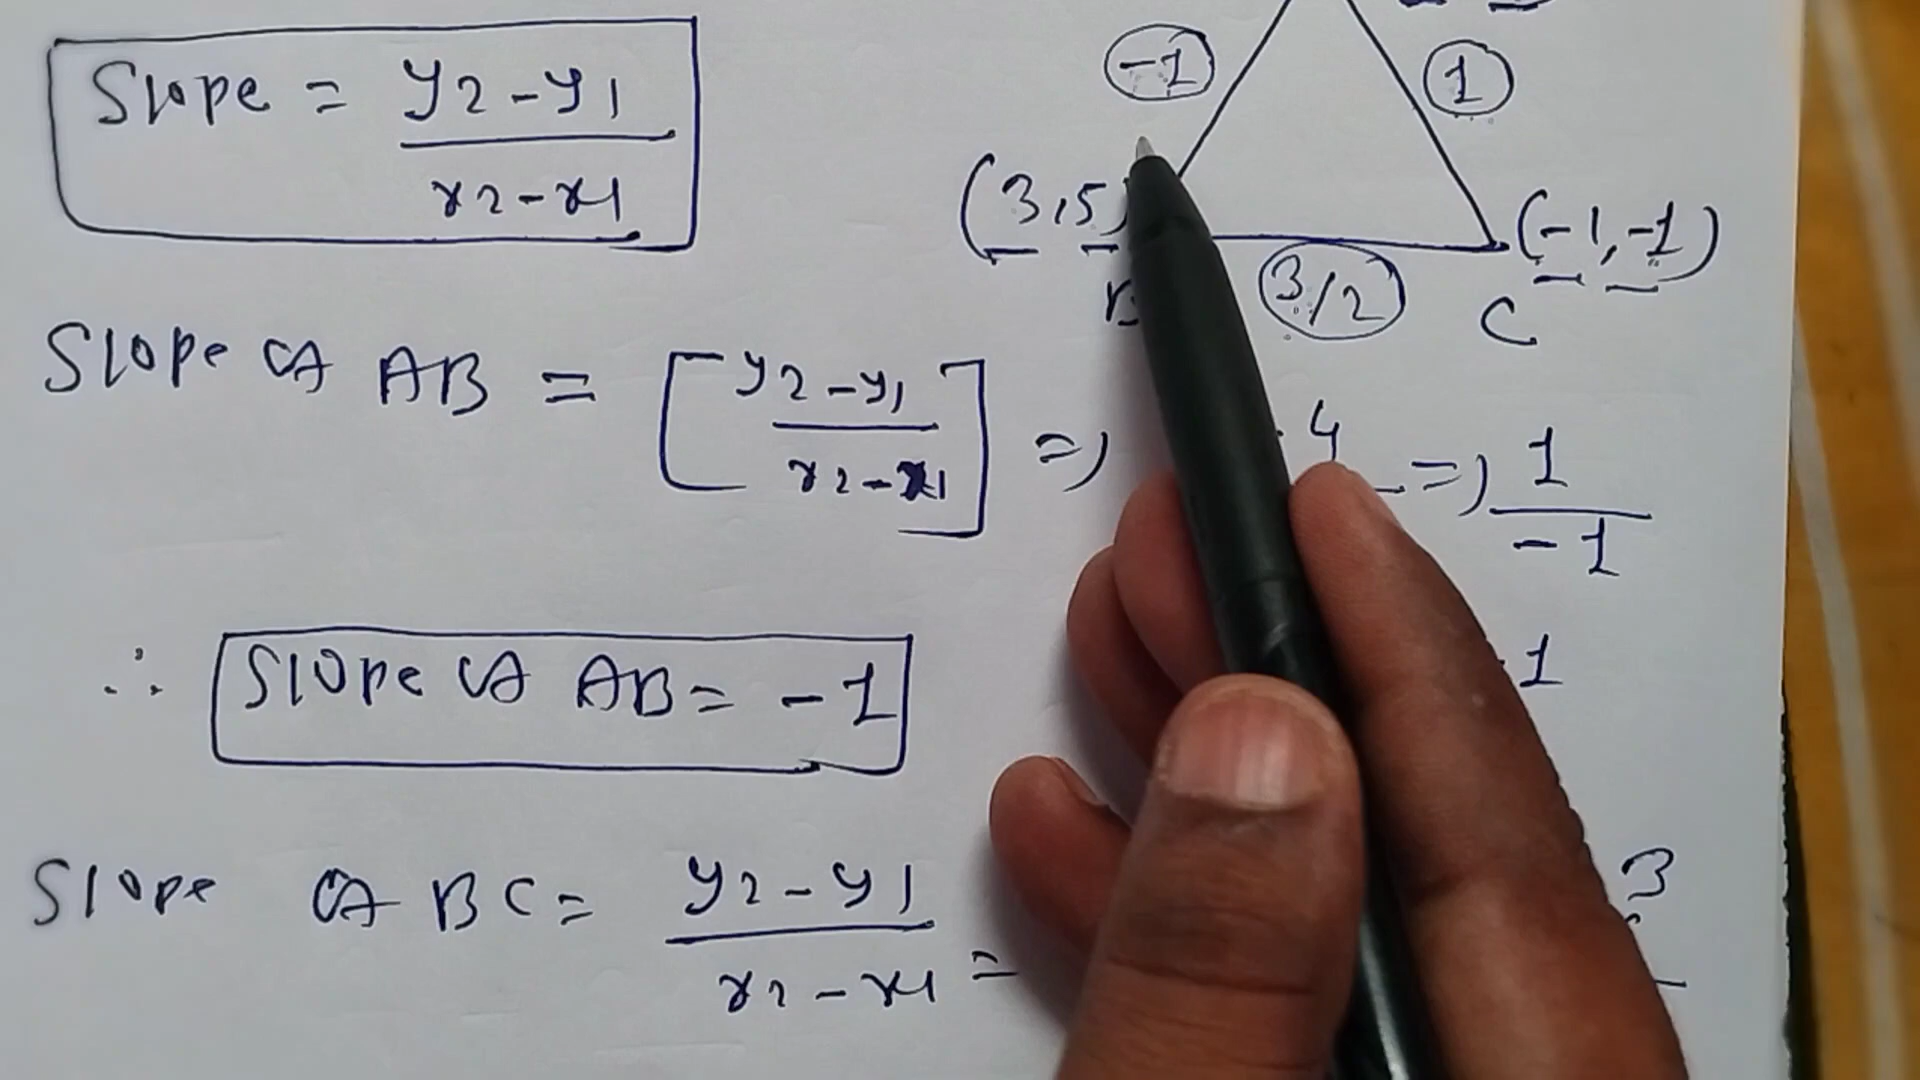 Slope = y2-y1
x2-x1
-1
1
(3,5)
(-1,-1)
B
3/2
C
Slope of AB = [y2-y1
x2-x1] =) 4 =) 1
-1
1
∴ Slope of AB = -1
Slope of BC = y2-y1
x2-x1 =
3